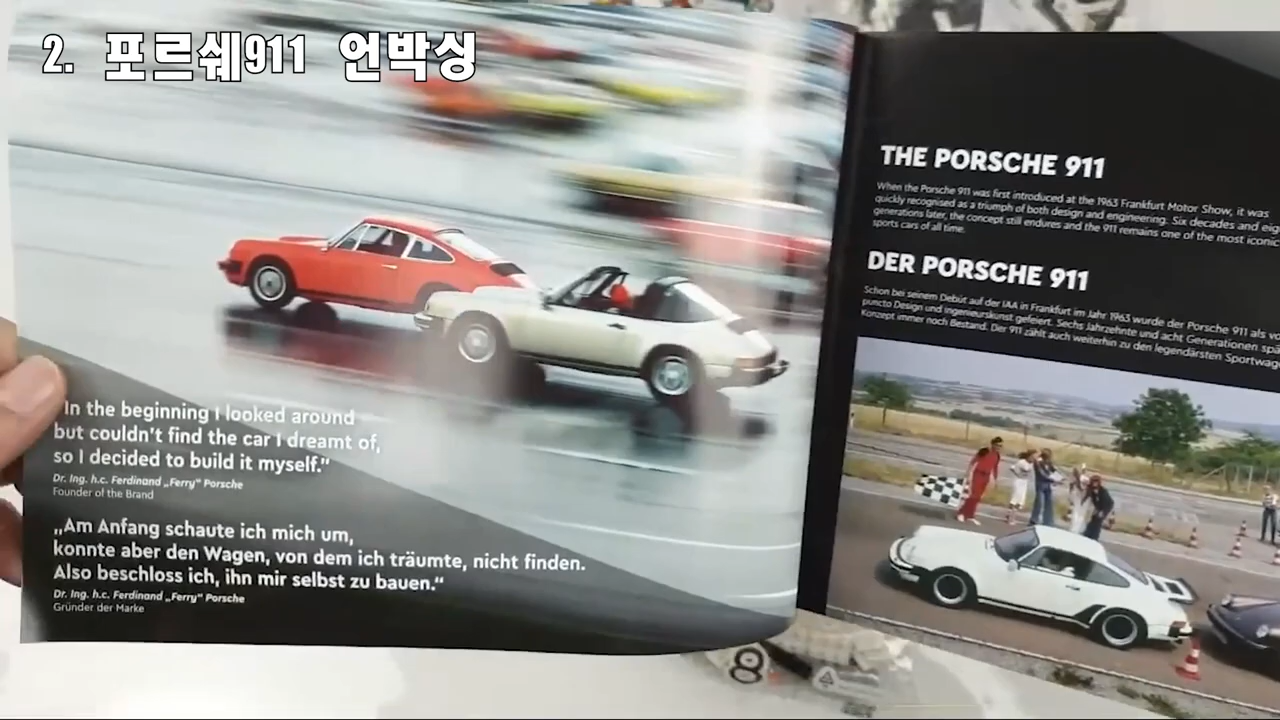 2. 포르쉐911 언박싱
"In the beginning I looked around
but couldn't find the car I dreamt of,
so I decided to build it myself."
Dr. Ing. h.c. Ferdinand „Ferry" Porsche
Founder of the Brand
„Am Anfang schaute ich mich um,
konnte aber den Wagen, von dem ich träumte, nicht finden.
Also beschloss ich, ihn mir selbst zu bauen."
Dr. Ing. h.c. Ferdinand „Ferry" Porsche
Gründer der Marke
THE PORSCHE 911
When the Porsche 911 was first introduced at the 1963 Frankfurt Motor Show, it was
quickly recognised as a triumph of both design and engineering. Six decades and
generations later, the concept still endures and the 911 remains one of the most iconic
sports cars of all time.
DER PORSCHE 911
Schon bei seinem Debüt auf der IAA in Frankfurt im Jahr 1963 wurde der Porsche 911 als
puncto Design und Ingenieurskunst gefeiert. Sechs Jahrzehnte und acht Generationen
Konzept immer noch Bestand. Der 911 zählt auch weiterhin zu den legendärsten
8